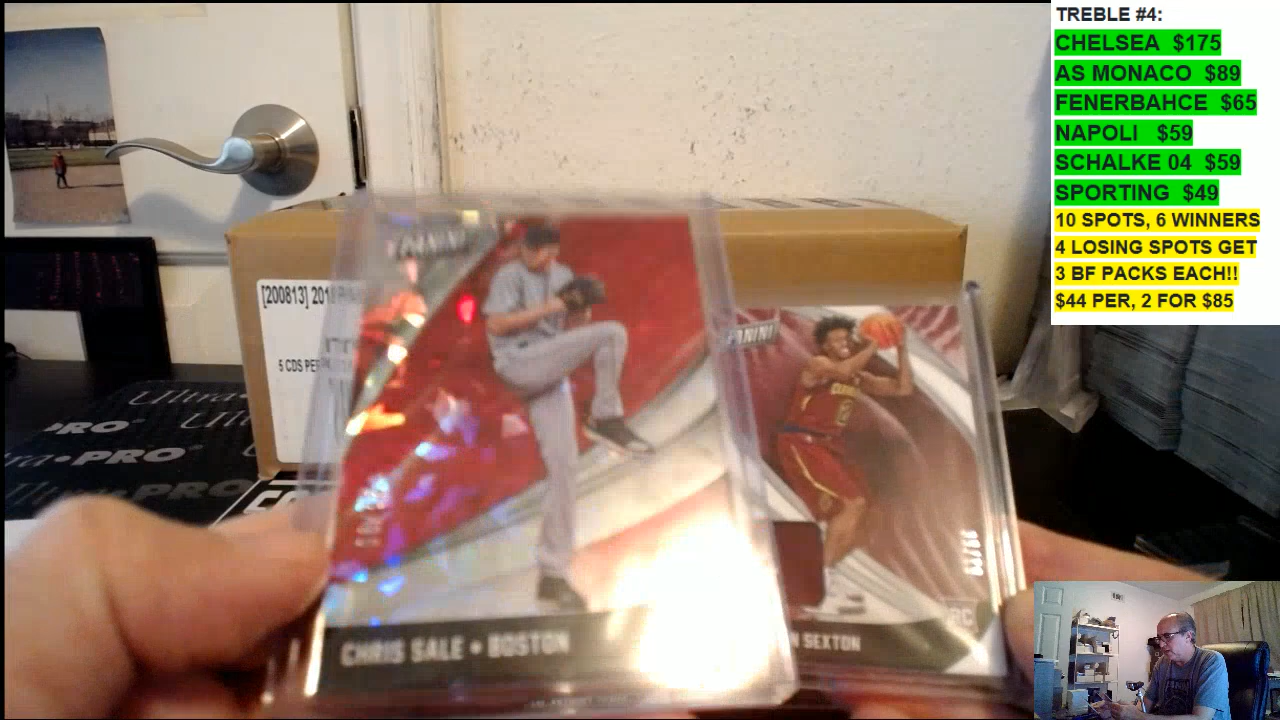 TREBLE #4:
CHELSEA $175
AS MONACO $89
FENERBAHCE $65
NAPOLI $59
SCHALKE 04 $59
SPORTING $49
10 SPOTS, 6 WINNERS
4 LOSING SPOTS GET
3 BF PACKS EACH!!
$44 PER, 2 FOR $85
PANINI
[200813]
5 CDS PER
PANINI
Ultra
PRO
Ultra•PRO
CHRIS SALE • BOSTON
SEXTON
RC